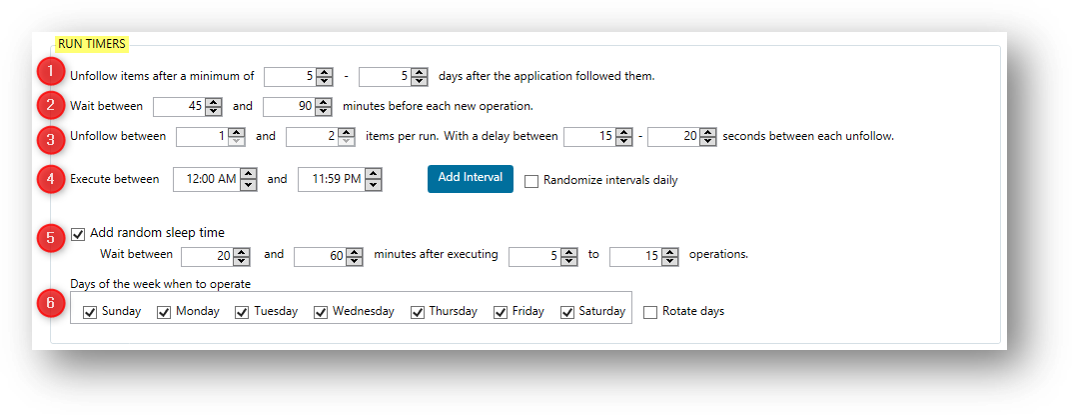 RUN TIMERS
1 Unfollow items after a minimum of 5 - 5 days after the application followed them.
2 Wait between 45 and 90 minutes before each new operation.
3 Unfollow between 1 and 2 items per run. With a delay between 15 - 20 seconds between each unfollow.
4 Execute between 12:00 AM and 11:59 PM Add Interval Randomize intervals daily
5 Add random sleep time
Wait between 20 and 60 minutes after executing 5 to 15 operations.
Days of the week when to operate
6 Sunday Monday Tuesday Wednesday Thursday Friday Saturday Rotate days